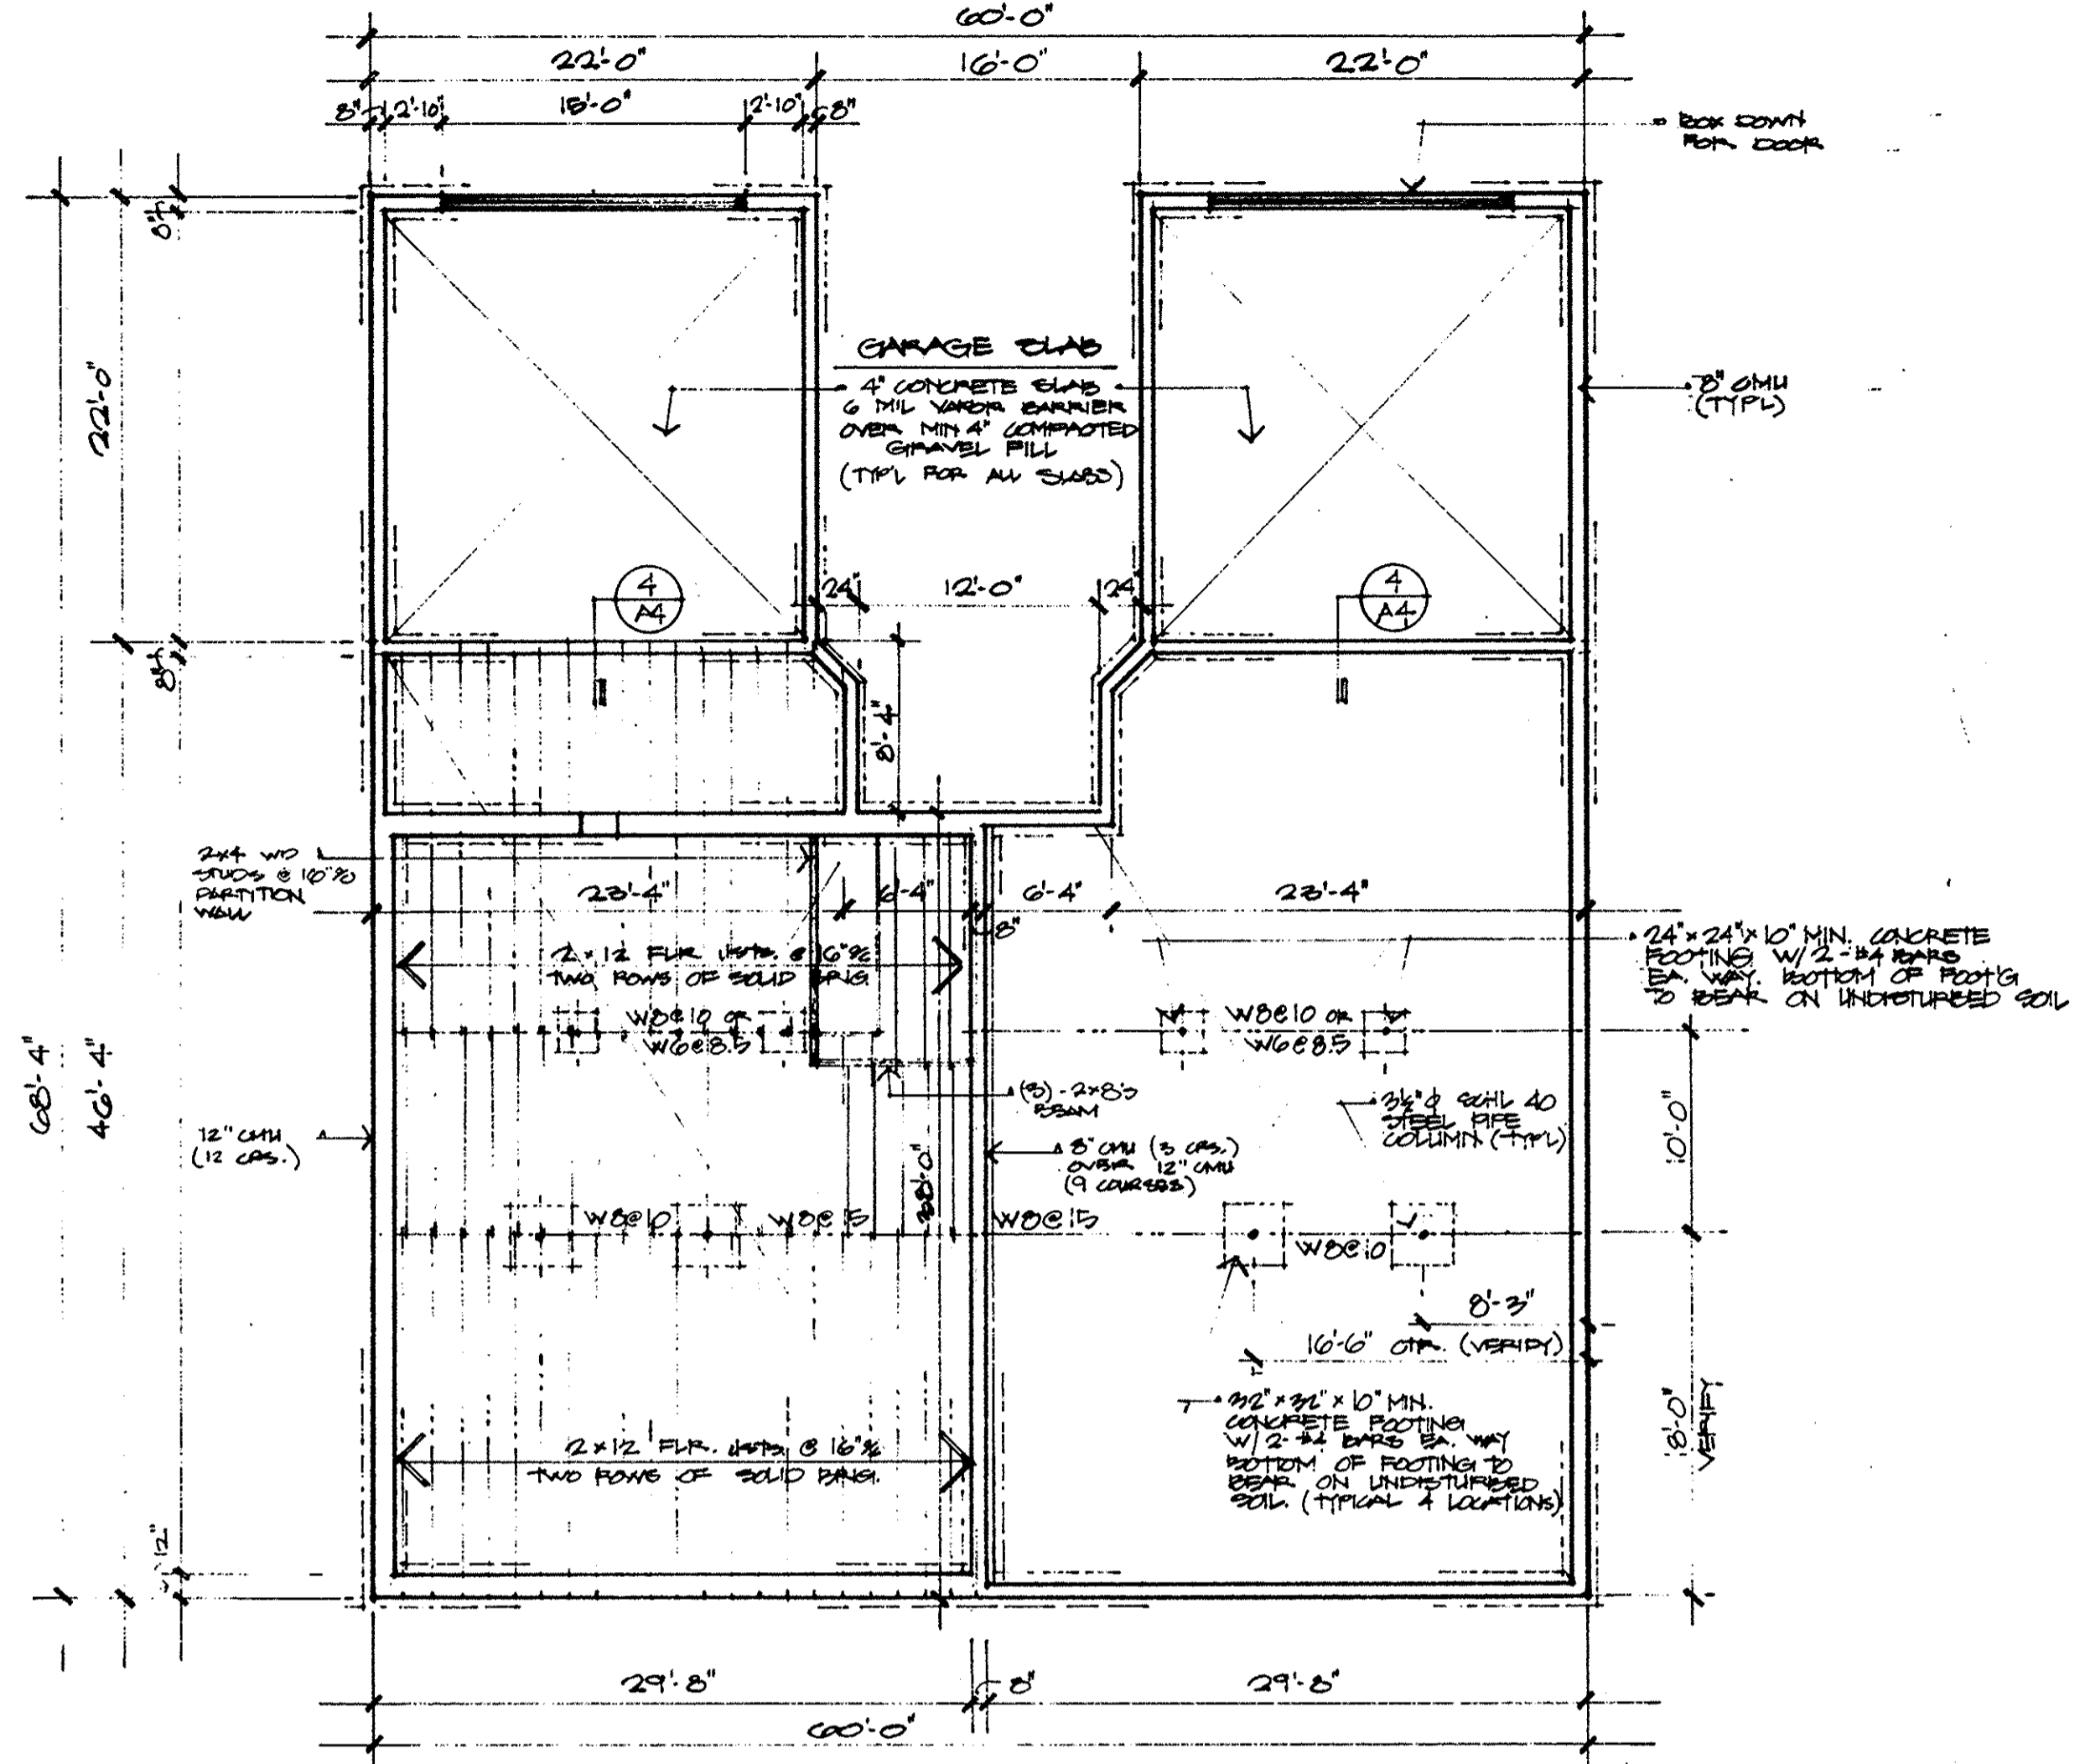 60'-0"
22'-0" 16'-0" 22'-0"
8" 2'-10" 15'-0" 2'-10" 8"
BOX DOWN
FOR DOOR
8"
22'-0"
GARAGE SLAB
4" CONCRETE SLAB
6 MIL VAPOR BARRIER
OVER MIN 4" COMPACTED
GRAVEL FILL
(TYP'L FOR ALL SLABS)
8" CMU
(TYP'L)
4
A4
24" 12'-0" 24"
4
A4
8"
8'-4"
2x4 WD
STUDS @ 16" %
PARTITION
WALL
23'-4" 6'-4" 8" 6'-4" 23'-4"
2x12 FLR. JSTS. @ 16" %
TWO ROWS OF SOLID BRG.
24" x 24" x 10" MIN. CONCRETE
FOOTING W/ 2-#4 BARS
EA. WAY. BOTTOM OF FOOT'G
TO BEAR ON UNDISTURBED SOIL
W8@10 OR
W6@8.5
W8@10 OR
W6@8.5
68'-4"
46'-4"
(3)-2x8's
BEAM
3½" φ SCHL 40
STEEL PIPE
COLUMN (TYP'L)
10'-0"
12" CMU
(12 CRS.)
8" CMU (3 CRS.)
OVER 12" CMU
(9 COURSES)
38'-0"
W8@10 W8@15 W8@15
W8@10
8'-3"
16'-6" CTR. (VERIFY)
18'-0"
VERIFY
32" x 32" x 10" MIN.
CONCRETE FOOTING
W/ 2-#4 BARS EA. WAY
BOTTOM OF FOOTING TO
BEAR ON UNDISTURBED
SOIL. (TYPICAL 4 LOCATIONS)
2x12 FLR. JSTS. @ 16" %
TWO ROWS OF SOLID BRG.
12"
29'-8" 8" 29'-8"
60'-0"